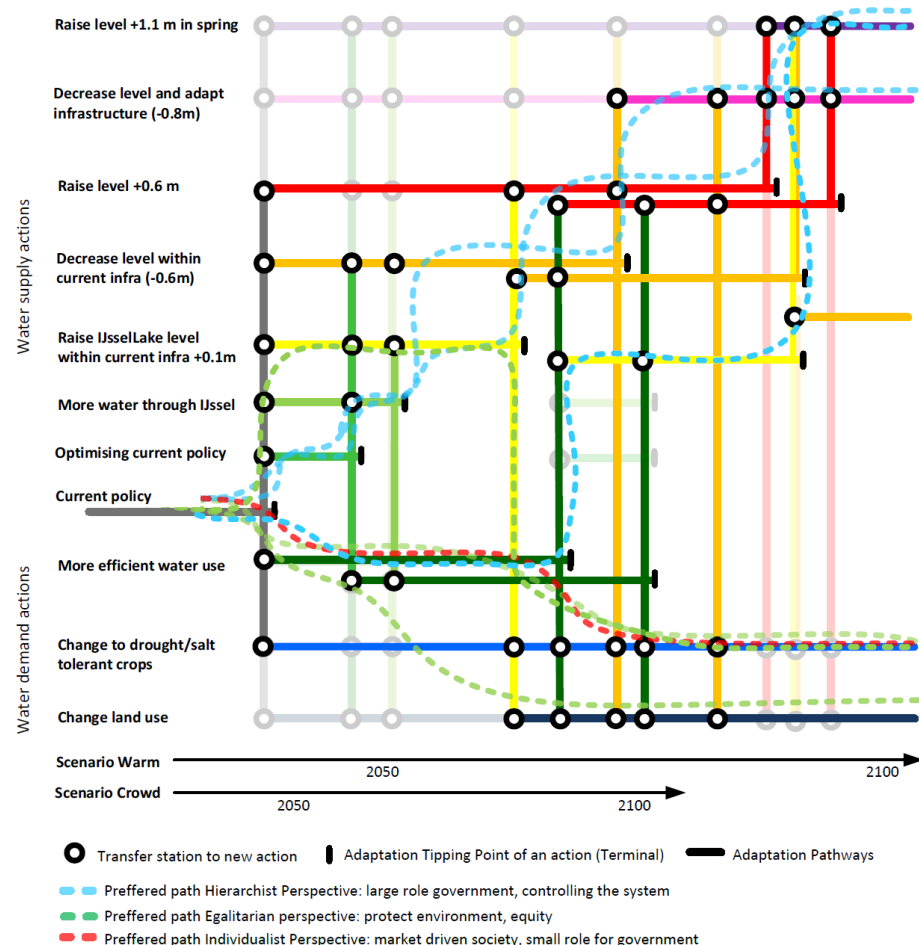 Raise level +1.1 m in spring
Decrease level and adapt
infrastructure (-0.8m)
Raise level +0.6 m
Water supply actions
Decrease level within
current infra (-0.6m)
Raise IJsselLake level
within current infra +0.1m
More water through IJssel
Optimising current policy
Current policy
More efficient water use
Water demand actions
Change to drought/salt
tolerant crops
Change land use
Scenario Warm
2050
2100
Scenario Crowd
2050
2100
Transfer station to new action
Adaptation Tipping Point of an action (Terminal)
Adaptation Pathways
Preffered path Hierarchist Perspective: large role government, controlling the system
Preffered path Egalitarian perspective: protect environment, equity
Preffered path Individualist Perspective: market driven society, small role for government